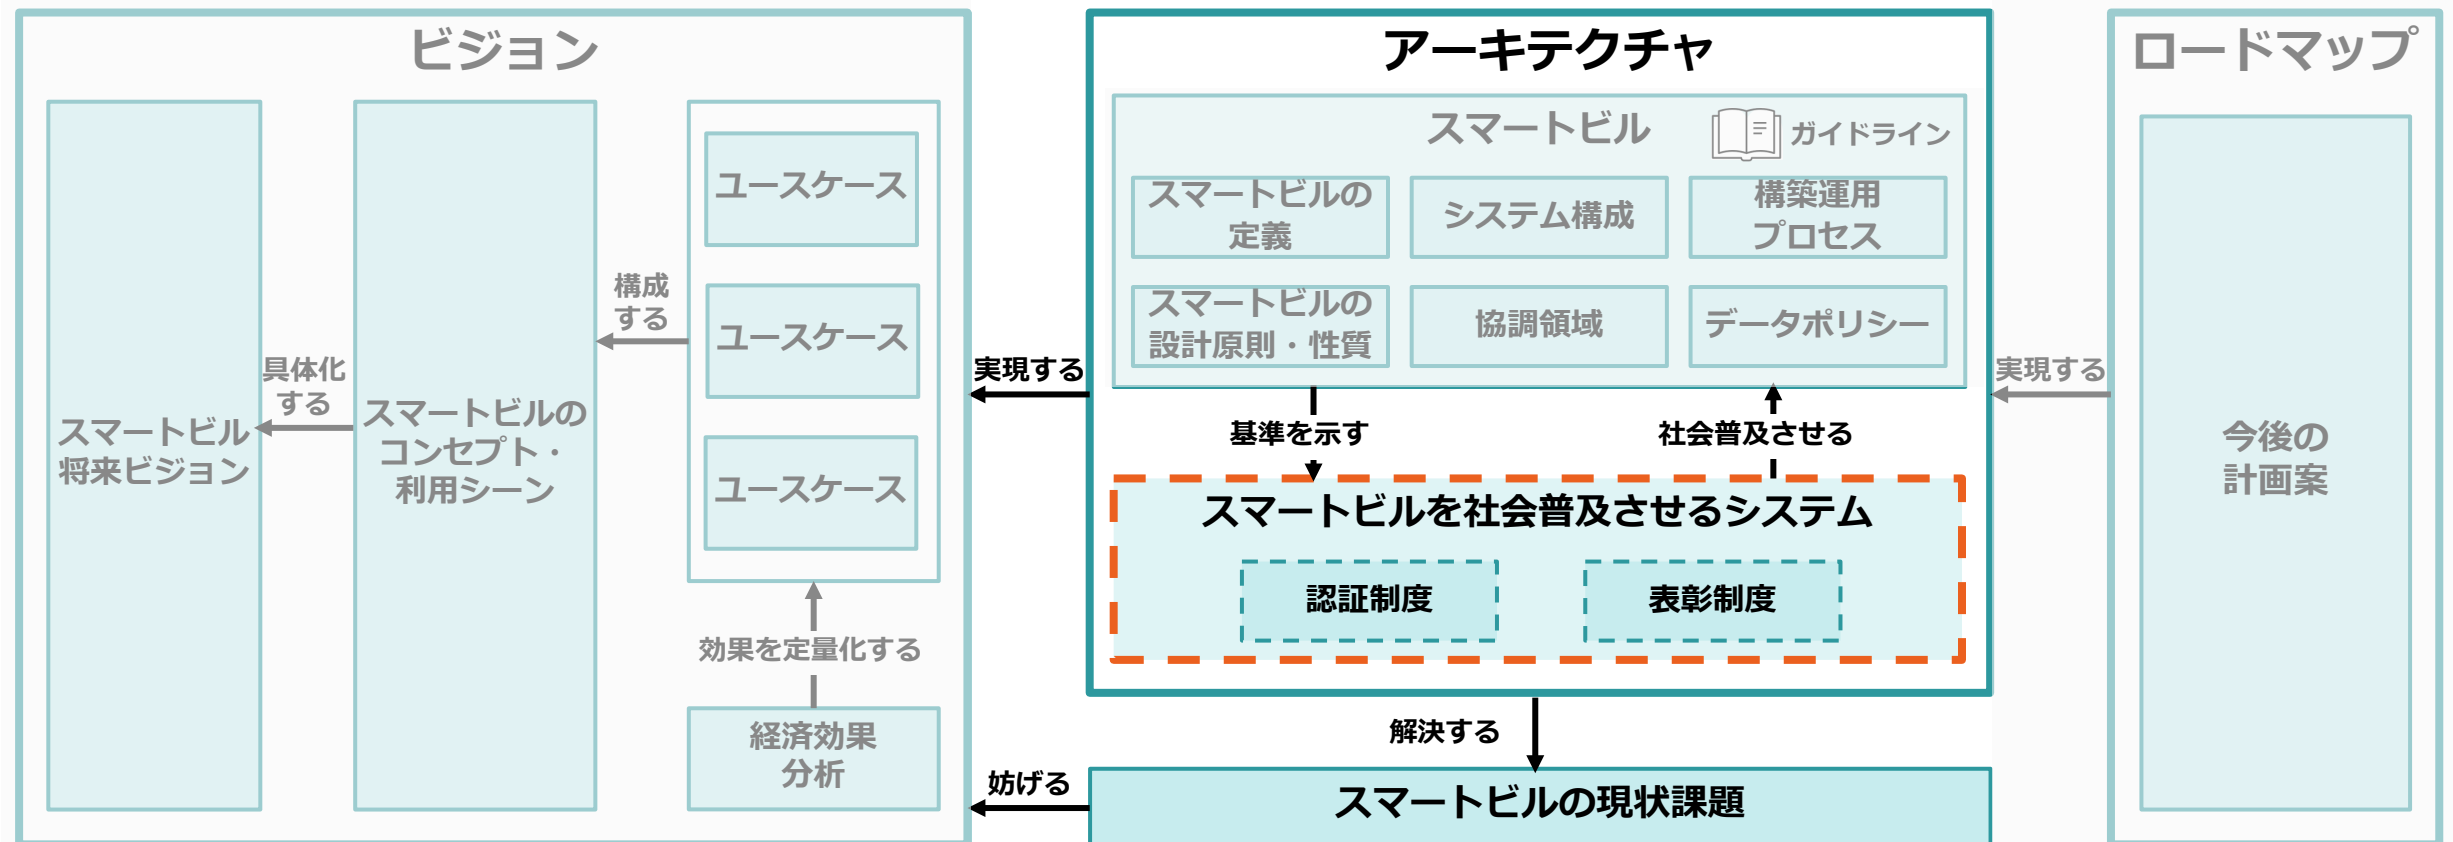 ビジョン
スマートビル
将来ビジョン
具体化
する
スマートビルの
コンセプト・
利用シーン
構成
する
ユースケース
ユースケース
ユースケース
効果を定量化する
経済効果
分析
実現する
妨げる
アーキテクチャ
スマートビル
ガイドライン
スマートビルの
定義
システム構成
構築運用
プロセス
スマートビルの
設計原則・性質
協調領域
データポリシー
基準を示す
社会普及させる
スマートビルを社会普及させるシステム
認証制度
表彰制度
解決する
スマートビルの現状課題
実現する
ロードマップ
今後の
計画案